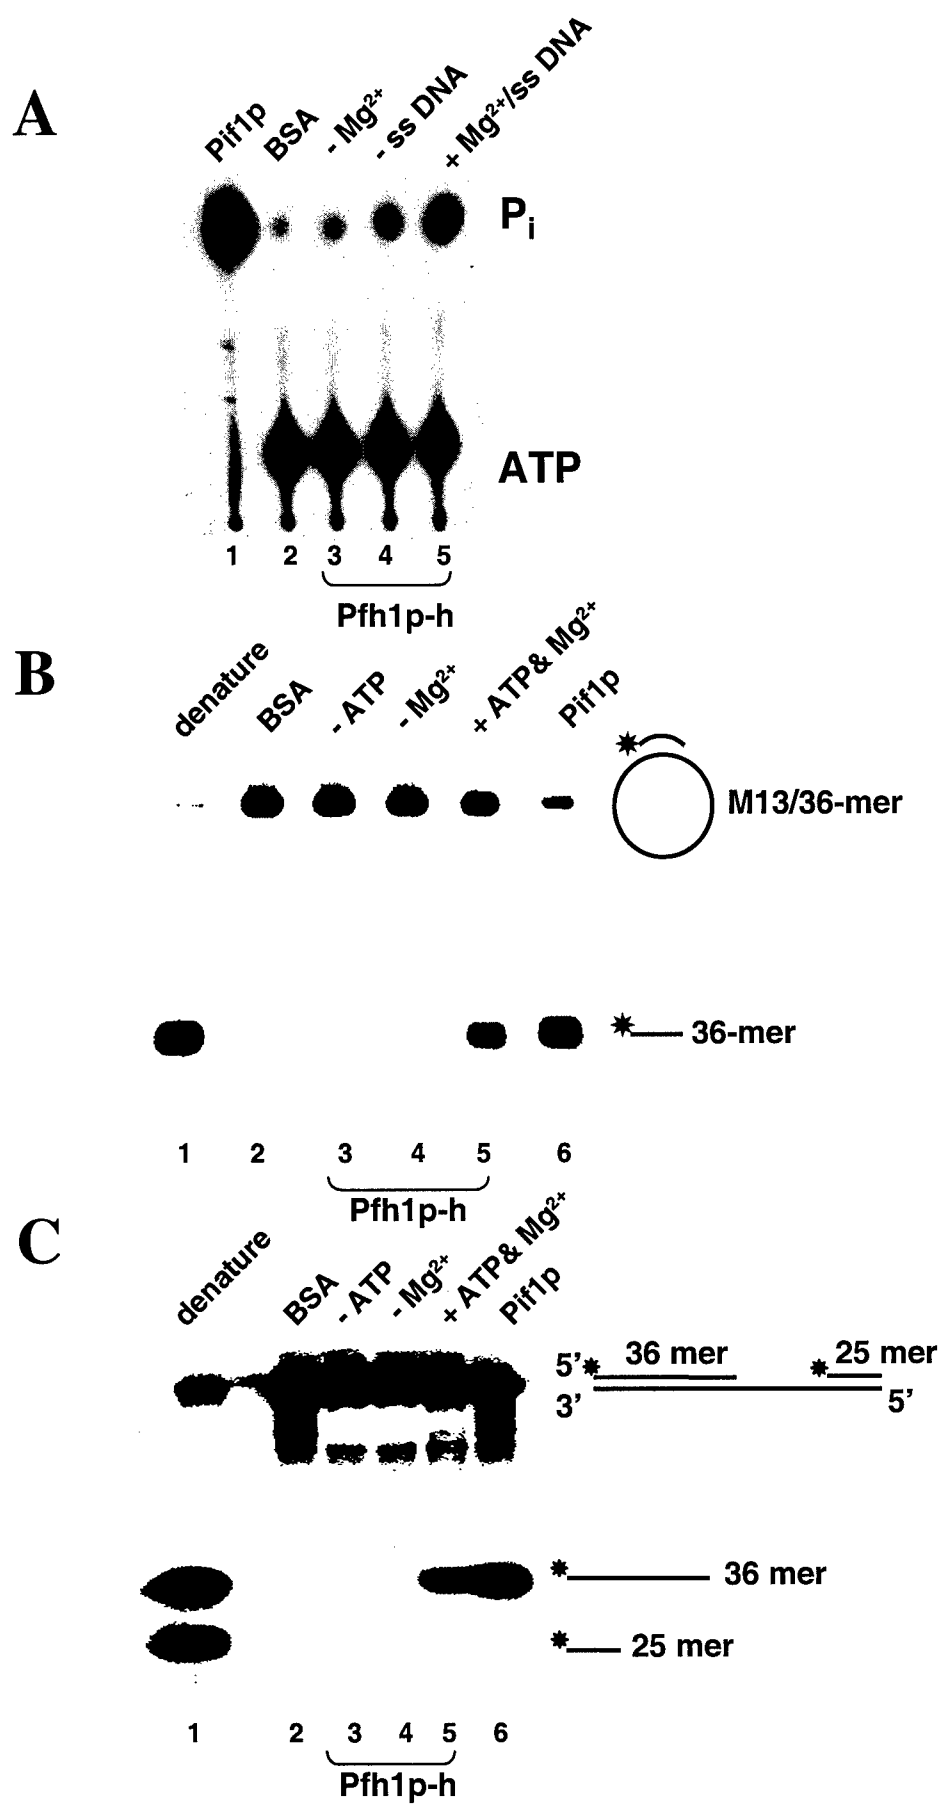 A
Pif1p
BSA
- Mg²⁺
- ss DNA
+ Mg²⁺/ss DNA
Pi
ATP
1 2 3 4 5
Pfh1p-h
B
denature
BSA
- ATP
- Mg²⁺
+ ATP& Mg²⁺
Pif1p
M13/36-mer
36-mer
1 2 3 4 5 6
Pfh1p-h
C
denature
BSA
- ATP
- Mg²⁺
+ ATP& Mg²⁺
Pif1p
5' 36 mer 25 mer
3' 5'
36 mer
25 mer
1 2 3 4 5 6
Pfh1p-h